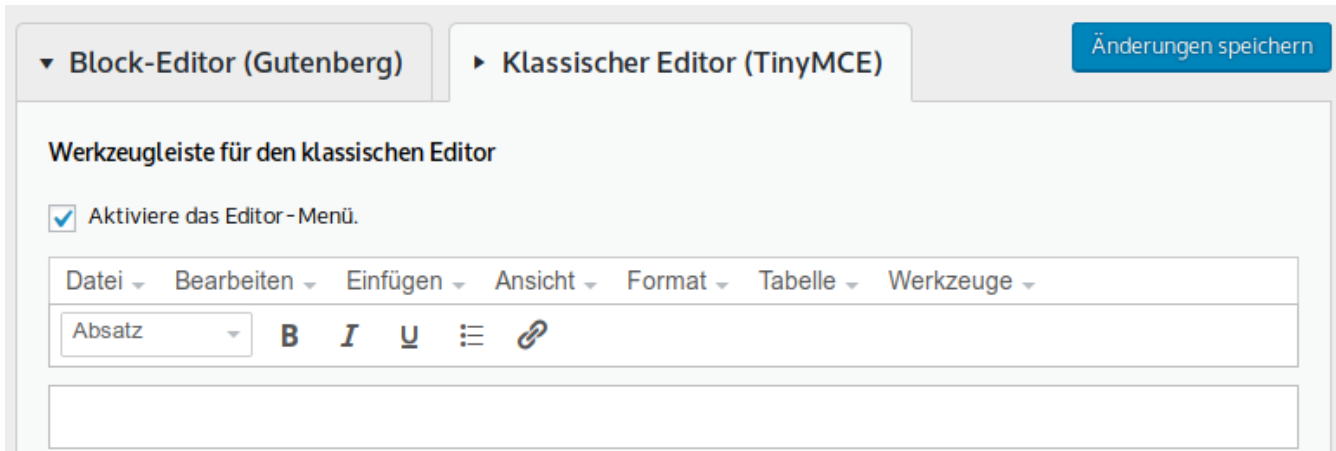 Block-Editor (Gutenberg) Klassischer Editor (TinyMCE) Änderungen speichern
Werkzeugleiste für den klassischen Editor
Aktiviere das Editor-Menü.
Datei Bearbeiten Einfügen Ansicht Format Tabelle Werkzeuge
Absatz B I U